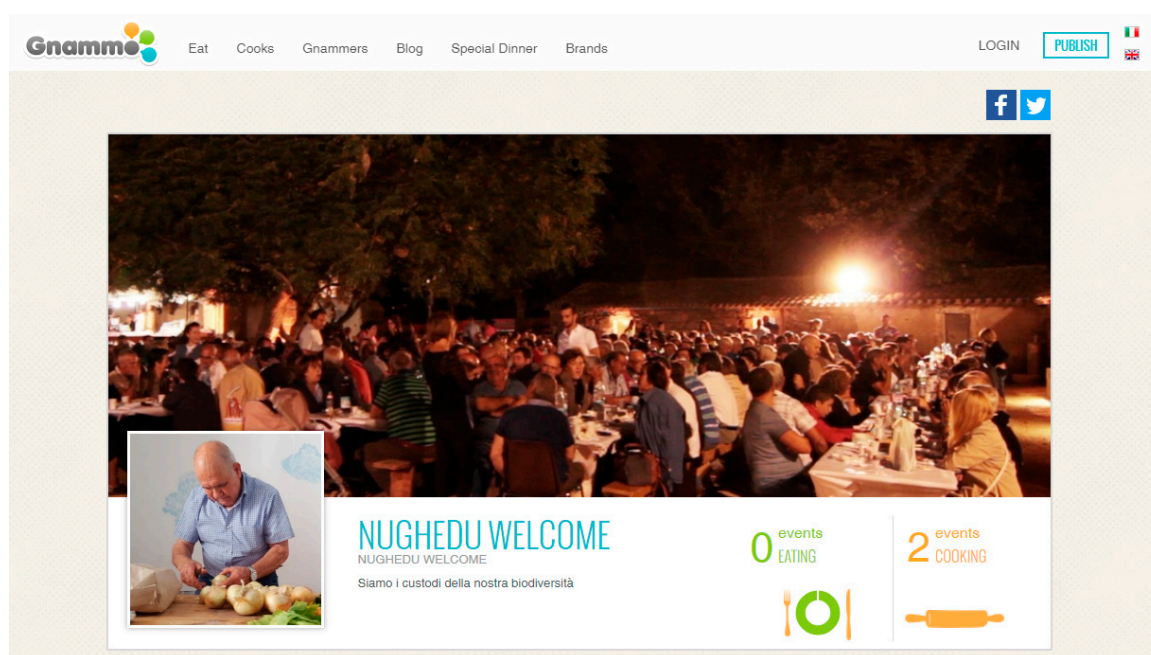 Gnammo
Eat Cooks Gnammers Blog Special Dinner Brands LOGIN PUBLISH
NUGHEDU WELCOME
NUGHEDU WELCOME
Siamo i custodi della nostra biodiversità
0 events EATING
2 events COOKING